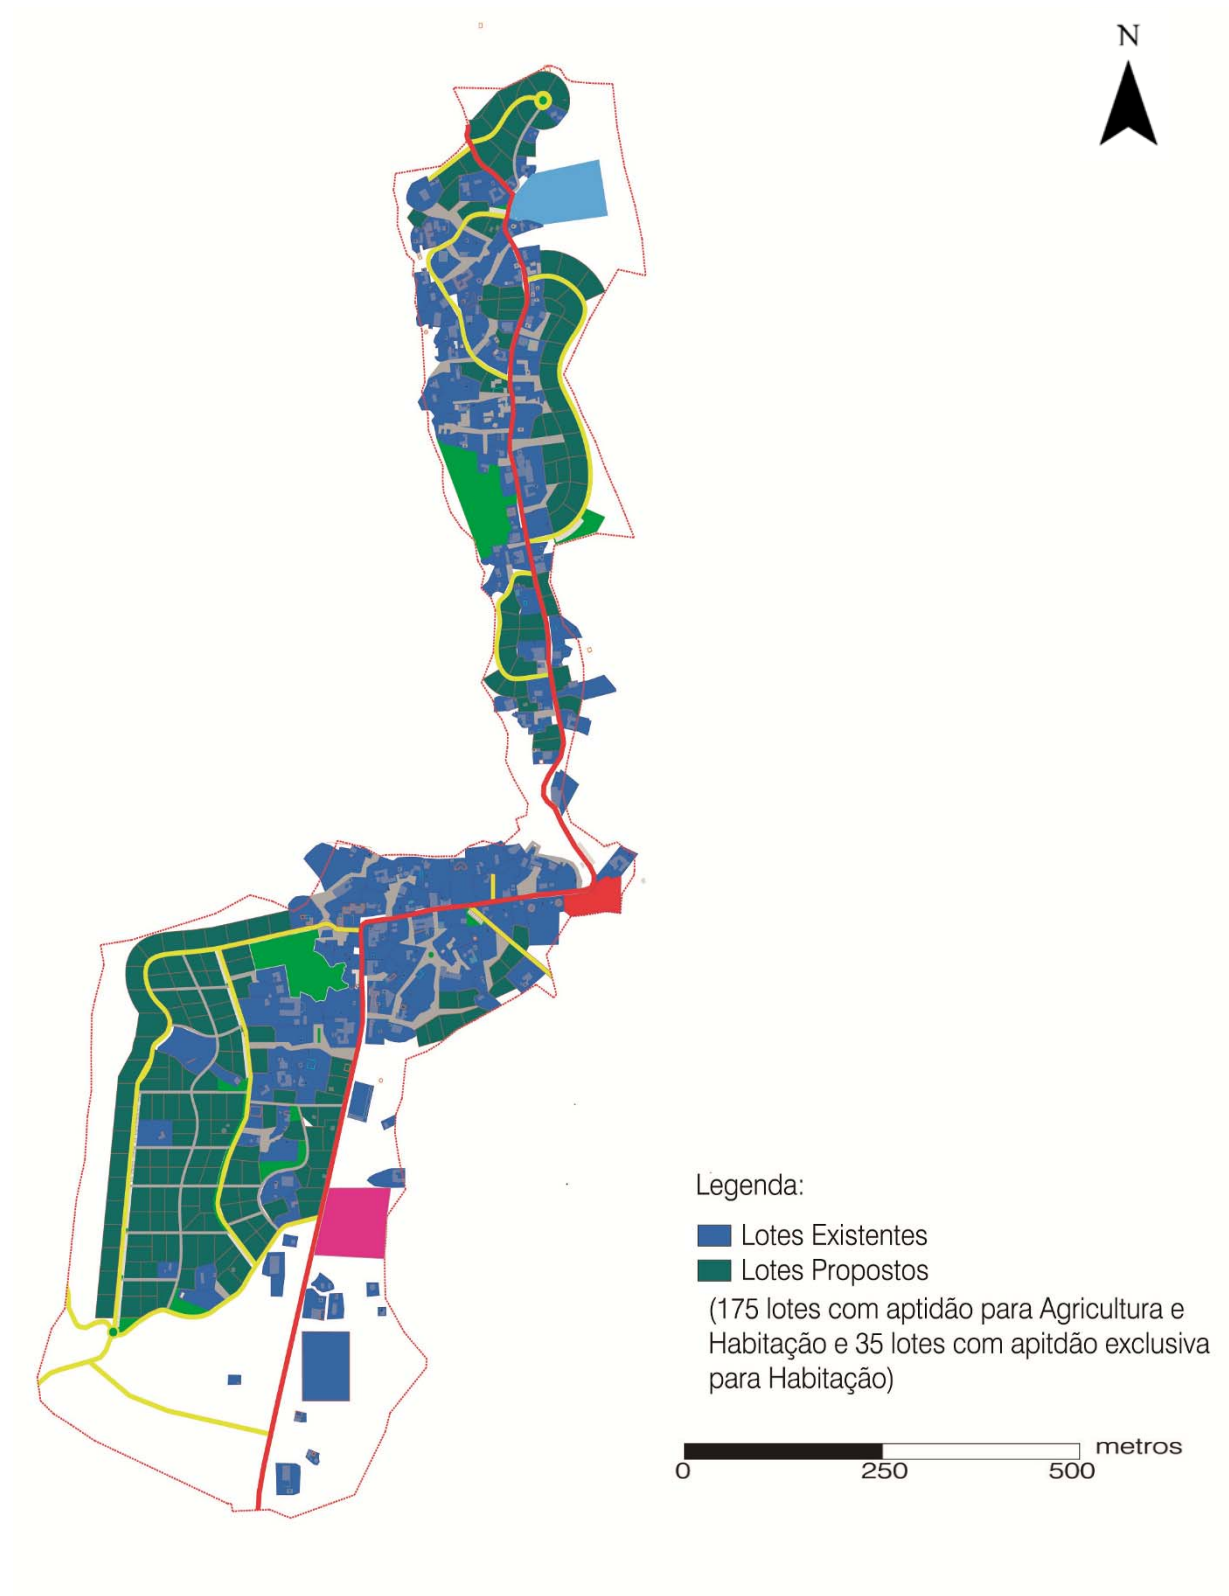 N
Legenda:
Lotes Existentes
Lotes Propostos
(175 lotes com aptidão para Agricultura e
Habitação e 35 lotes com apitdão exclusiva
para Habitação)
metros
0 250 500